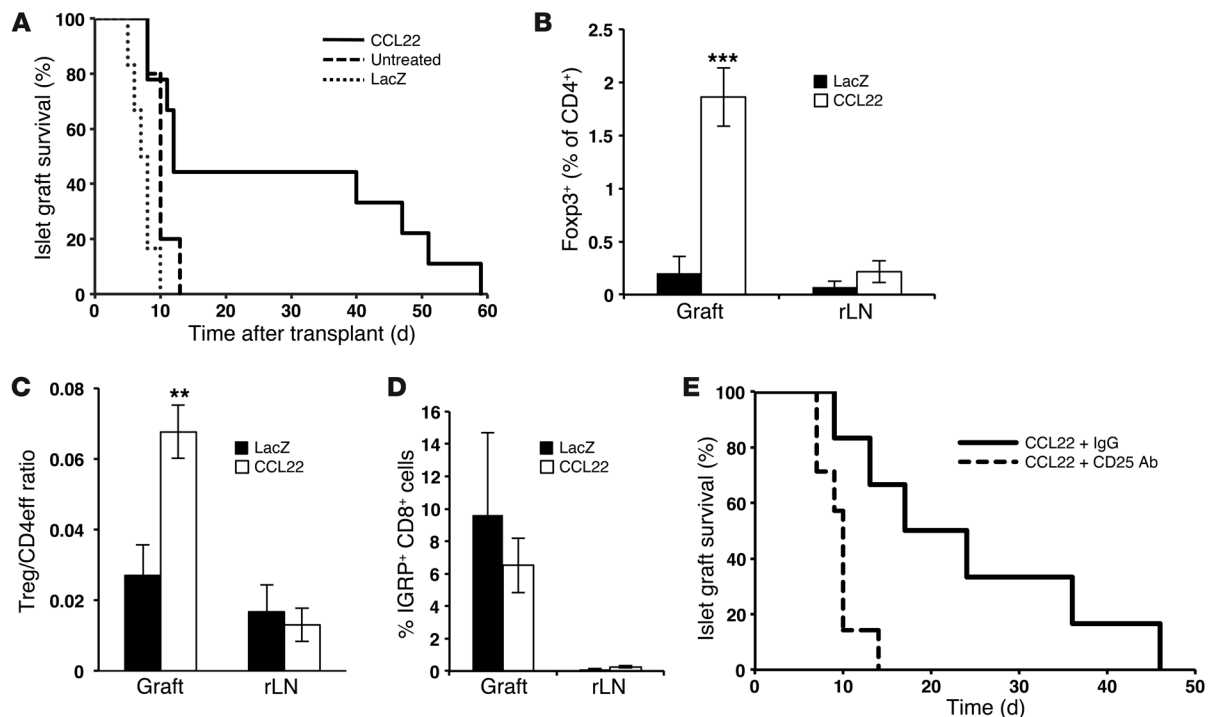 A
Islet graft survival (%)
100
80
60
40
20
0
0 10 20 30 40 50 60
Time after transplant (d)
CCL22
Untreated
LacZ
B
Foxp3⁺ (% of CD4⁺)
2.5
2
1.5
1
0.5
0
***
LacZ
CCL22
Graft rLN
C
Treg/CD4eff ratio
0.08
0.06
0.04
0.02
0
**
LacZ
CCL22
Graft rLN
D
% IGRP⁺ CD8⁺ cells
16
14
12
10
8
6
4
2
0
LacZ
CCL22
Graft rLN
E
Islet graft survival (%)
100
80
60
40
20
0
0 10 20 30 40 50
Time (d)
CCL22 + IgG
CCL22 + CD25 Ab